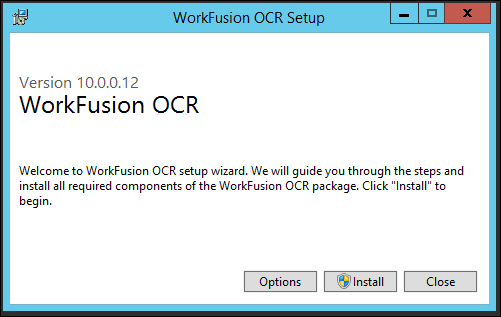 WorkFusion OCR Setup
Version 10.0.0.12
WorkFusion OCR
Welcome to WorkFusion OCR setup wizard. We will guide you through the steps and
install all required components of the WorkFusion OCR package. Click "Install" to
begin.
Options
Install
Close